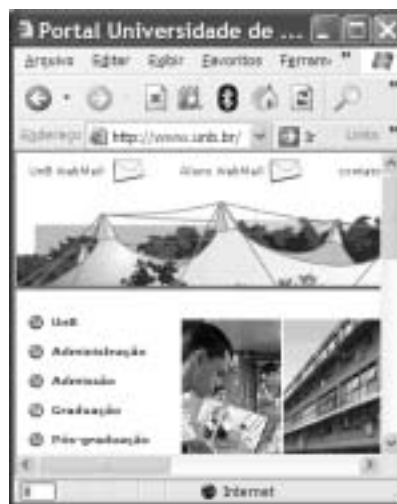 Portal Universidade de ...
Arquivo Editar Exibir Favoritos Ferram »
Endereço http://www.unb.br/ Ir Links »
UnB WebMail Aluno WebMail contato
UnB
Administração
Admissão
Graduação
Pós-graduação
Internet